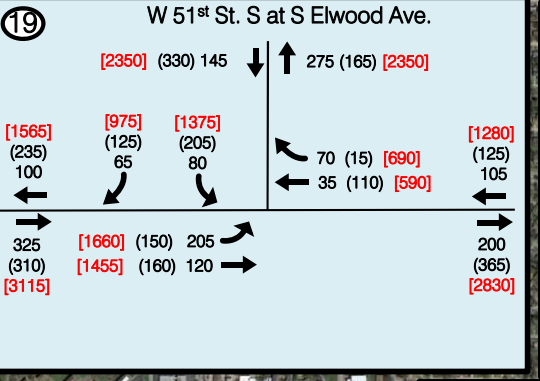 19
W 51st St. S at S Elwood Ave.
[2350] (330) 145
275 (165) [2350]
[1565]
(235)
100
[975]
(125)
65
[1375]
(205)
80
70 (15) [690]
35 (110) [590]
[1280]
(125)
105
325
(310)
[3115]
[1660] (150) 205
[1455] (160) 120
200
(365)
[2830]